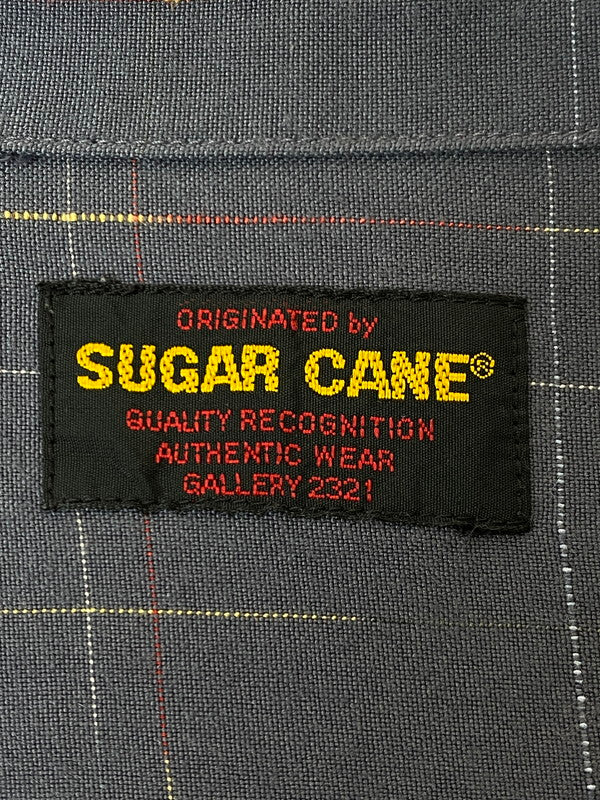 ORIGINATED by
SUGAR CANE®
QUALITY RECOGNITION
AUTHENTIC WEAR
GALLERY 2321